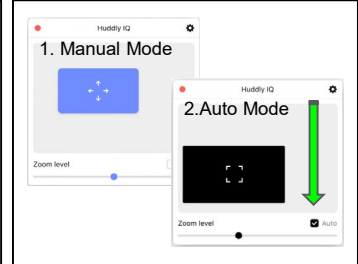 Huddly IQ
1. Manual Mode
Zoom level
Huddly IQ
2.Auto Mode
Zoom level
Auto